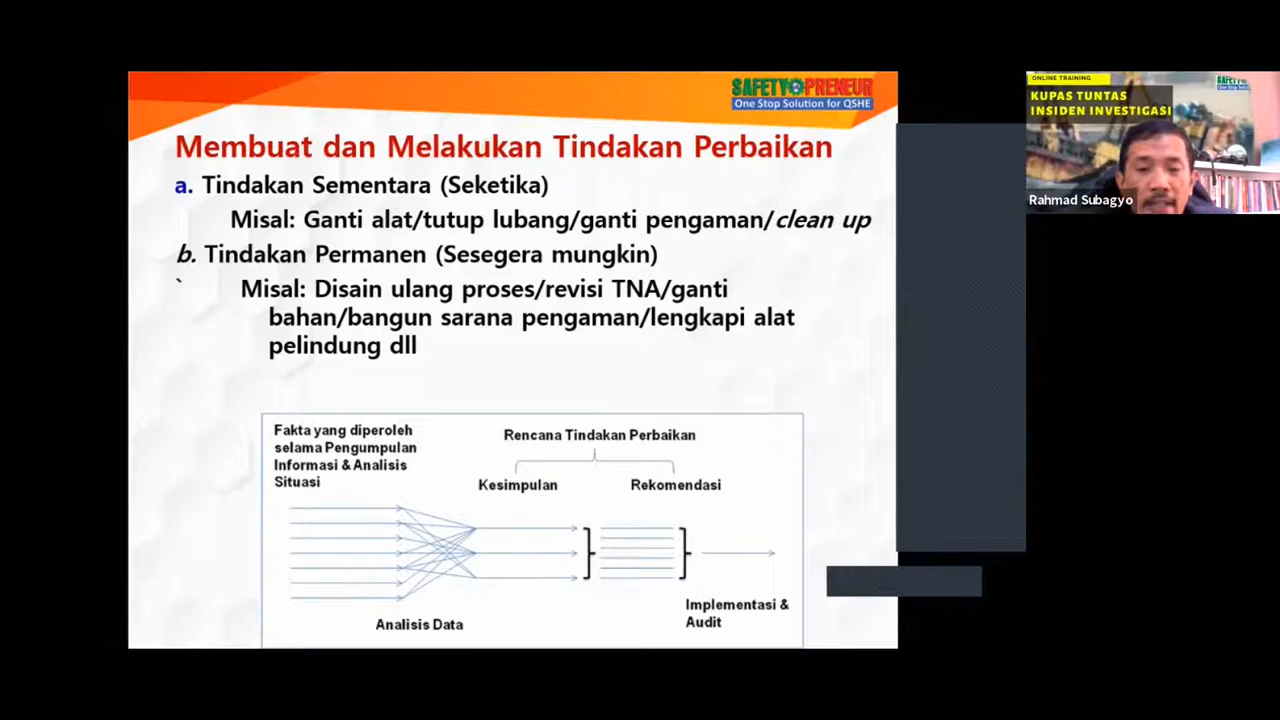 SAFETY PRENEUR
One Stop Solution for QSHE
Membuat dan Melakukan Tindakan Perbaikan
a. Tindakan Sementara (Seketika)
Misal: Ganti alat/tutup lubang/ganti pengaman/clean up
b. Tindakan Permanen (Sesegera mungkin)
` Misal: Disain ulang proses/revisi TNA/ganti
bahan/bangun sarana pengaman/lengkapi alat
pelindung dll
Fakta yang diperoleh
selama Pengumpulan
Informasi & Analisis
Situasi
Rencana Tindakan Perbaikan
Kesimpulan
Rekomendasi
Analisis Data
Implementasi &
Audit
ONLINE TRAINING
KUPAS TUNTAS
INSIDEN INVESTIGASI
Rahmad Subagyo